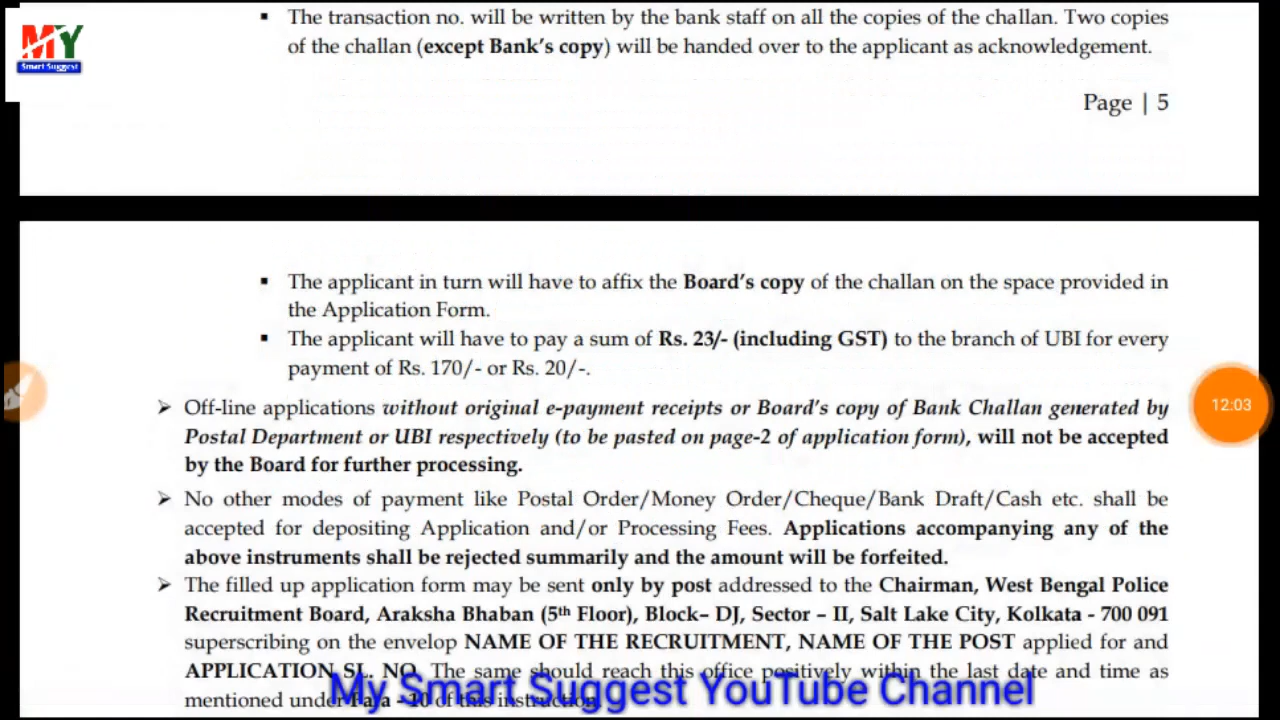 ▪ The transaction no. will be written by the bank staff on all the copies of the challan. Two copies
of the challan (except Bank's copy) will be handed over to the applicant as acknowledgement.
MY
Smart Suggest
Page | 5
▪ The applicant in turn will have to affix the Board's copy of the challan on the space provided in
the Application Form.
▪ The applicant will have to pay a sum of Rs. 23/- (including GST) to the branch of UBI for every
payment of Rs. 170/- or Rs. 20/-.
12:03
➢ Off-line applications without original e-payment receipts or Board's copy of Bank Challan generated by
Postal Department or UBI respectively (to be pasted on page-2 of application form), will not be accepted
by the Board for further processing.
➢ No other modes of payment like Postal Order/Money Order/Cheque/Bank Draft/Cash etc. shall be
accepted for depositing Application and/or Processing Fees. Applications accompanying any of the
above instruments shall be rejected summarily and the amount will be forfeited.
➢ The filled up application form may be sent only by post addressed to the Chairman, West Bengal Police
Recruitment Board, Araksha Bhaban (5th Floor), Block– DJ, Sector – II, Salt Lake City, Kolkata - 700 091
superscribing on the envelop NAME OF THE RECRUITMENT, NAME OF THE POST applied for and
APPLICATION SL. NO. The same should reach this office positively within the last date and time as
mentioned under Para - 10 of this instruction.
My Smart Suggest YouTube Channel